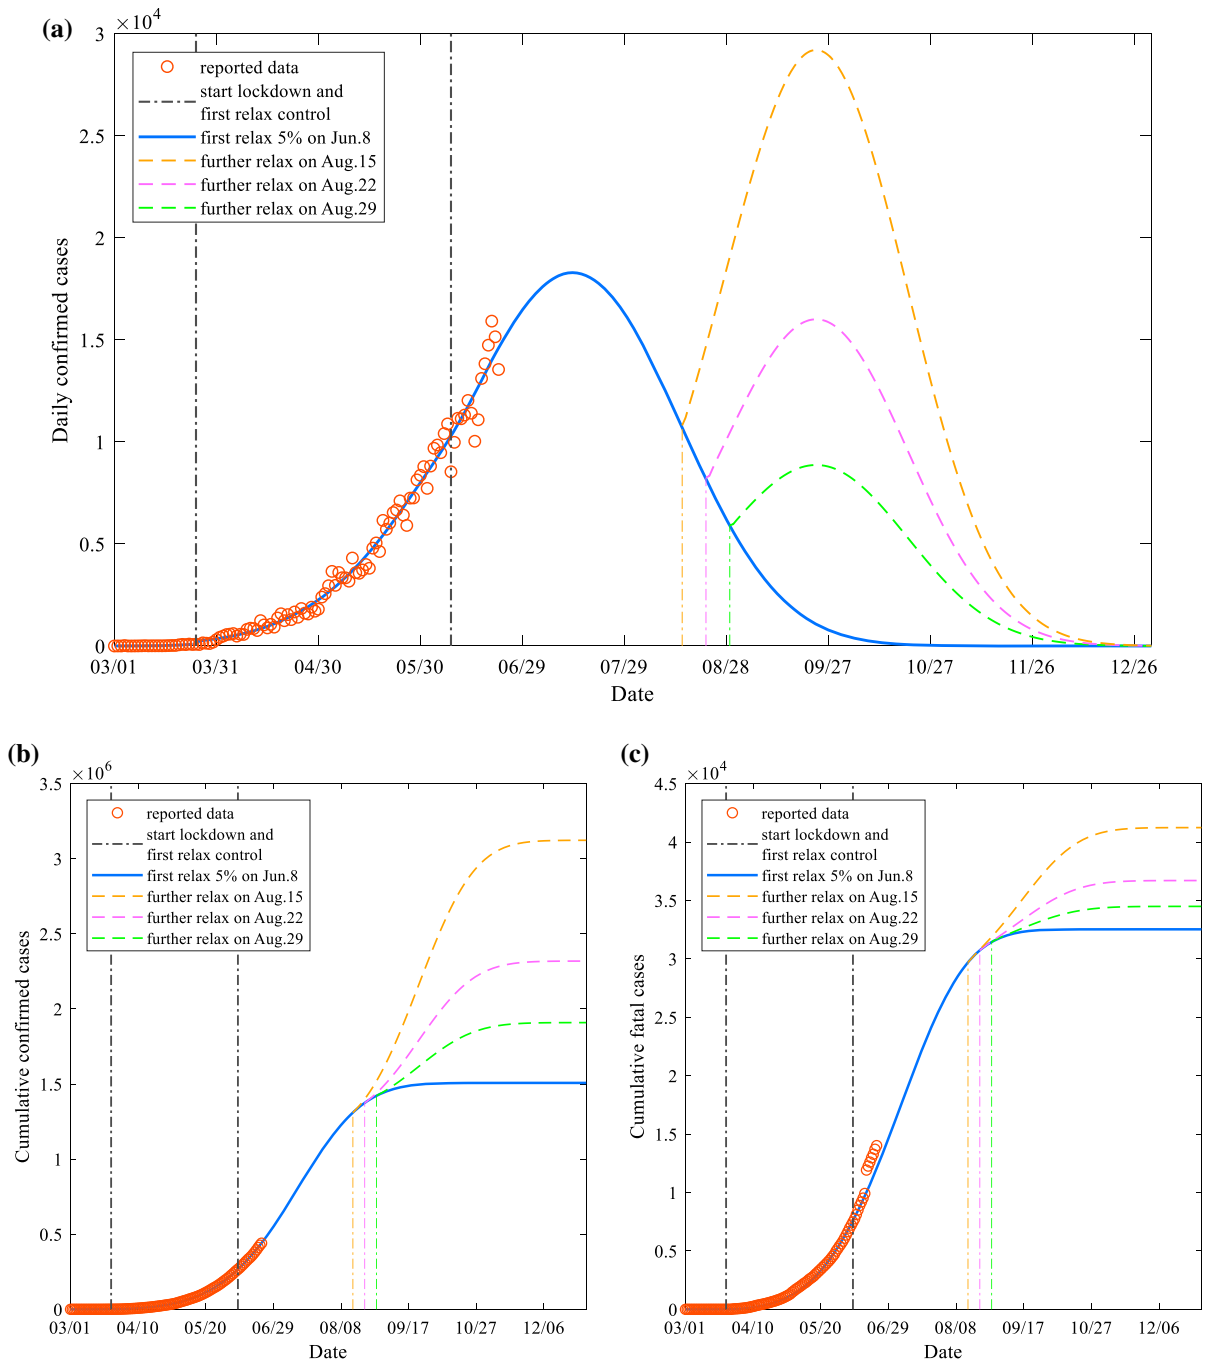 (a)
×10⁴
3
2.5
2
1.5
1
0.5
0
Daily confirmed cases
reported data
start lockdown and
first relax control
first relax 5% on Jun.8
further relax on Aug.15
further relax on Aug.22
further relax on Aug.29
03/01 03/31 04/30 05/30 06/29 07/29 08/28 09/27 10/27 11/26 12/26
Date
(b)
×10⁶
3.5
3
2.5
2
1.5
1
0.5
0
Cumulative confirmed cases
reported data
start lockdown and
first relax control
first relax 5% on Jun.8
further relax on Aug.15
further relax on Aug.22
further relax on Aug.29
03/01 04/10 05/20 06/29 08/08 09/17 10/27 12/06
Date
(c)
×10⁴
4.5
4
3.5
3
2.5
2
1.5
1
0.5
0
Cumulative fatal cases
reported data
start lockdown and
first relax control
first relax 5% on Jun.8
further relax on Aug.15
further relax on Aug.22
further relax on Aug.29
03/01 04/10 05/20 06/29 08/08 09/17 10/27 12/06
Date